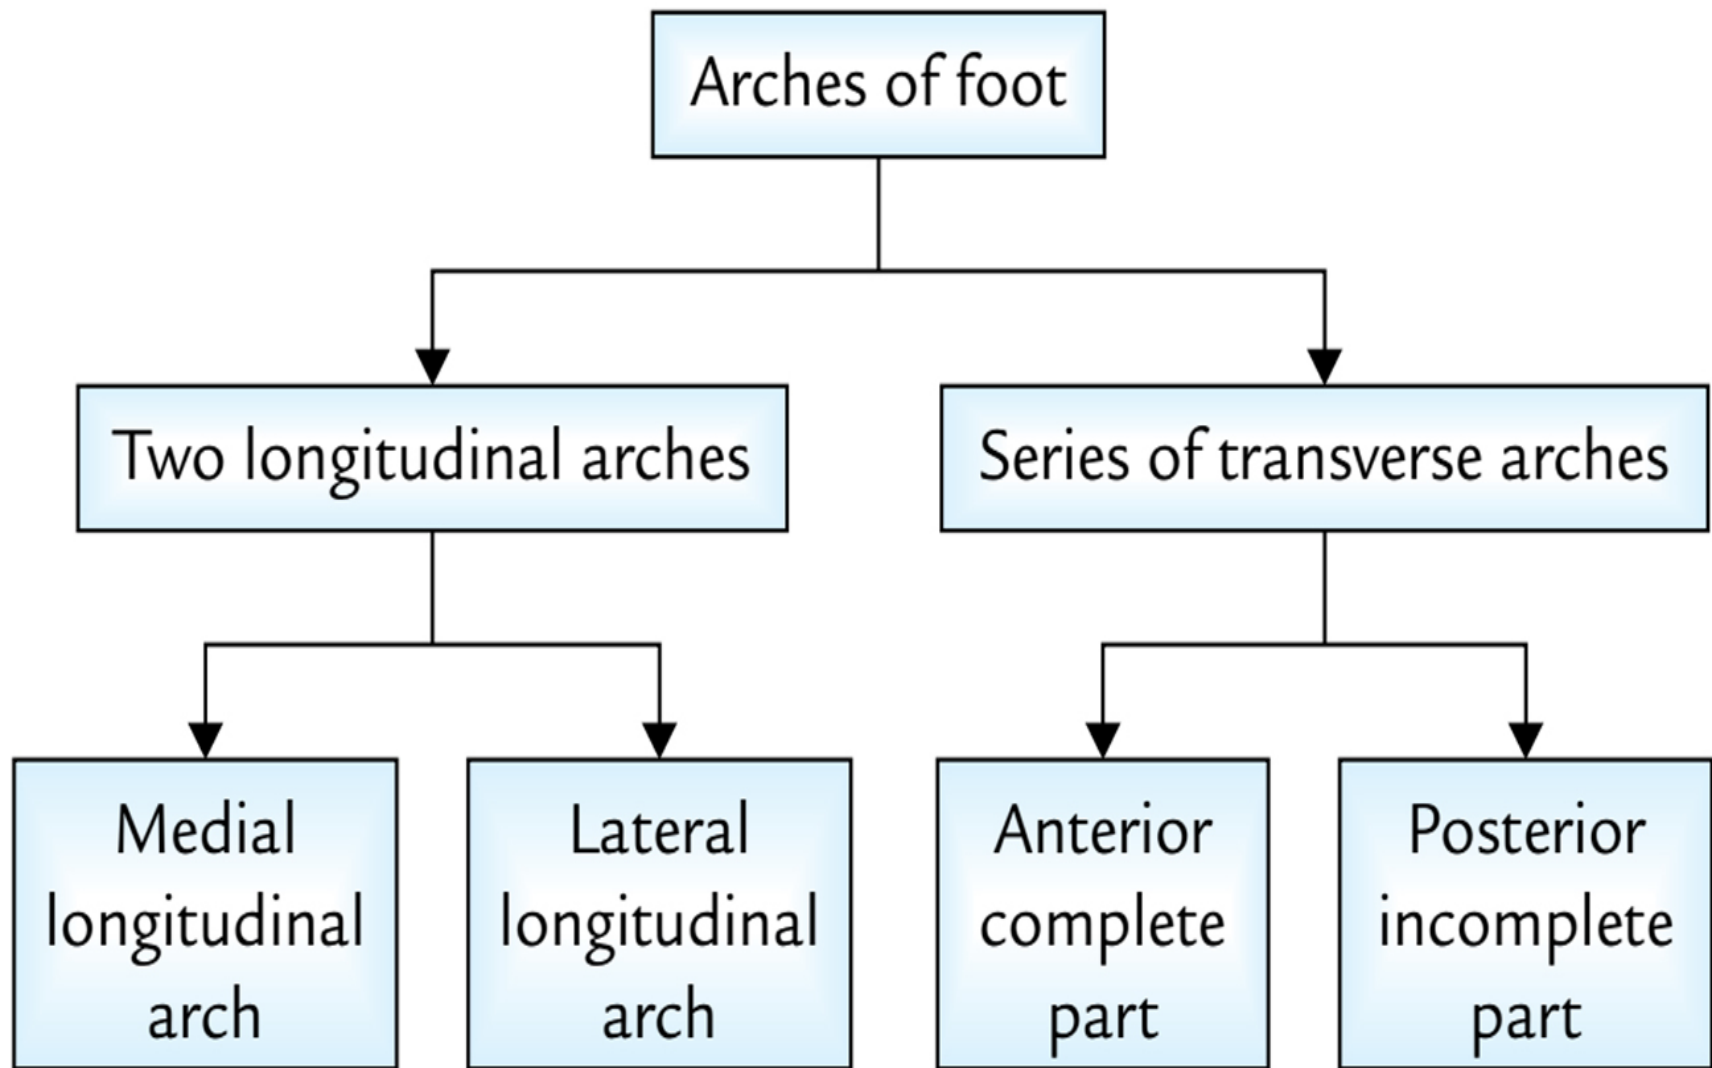 Arches of foot
Two longitudinal arches
Series of transverse arches
Medial
longitudinal
arch
Lateral
longitudinal
arch
Anterior
complete
part
Posterior
incomplete
part